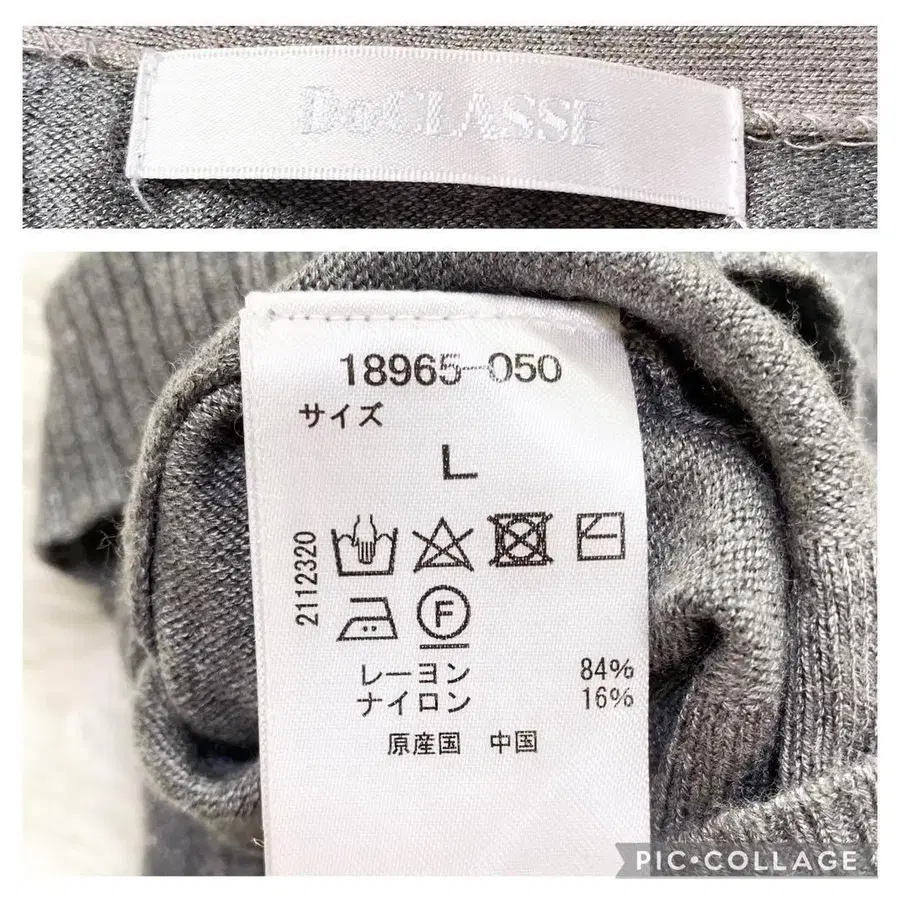 DoCLASSE
18965-050
サイズ
L
2112320
F
レーヨン 84%
ナイロン 16%
原産国 中国
PIC•COLLAGE